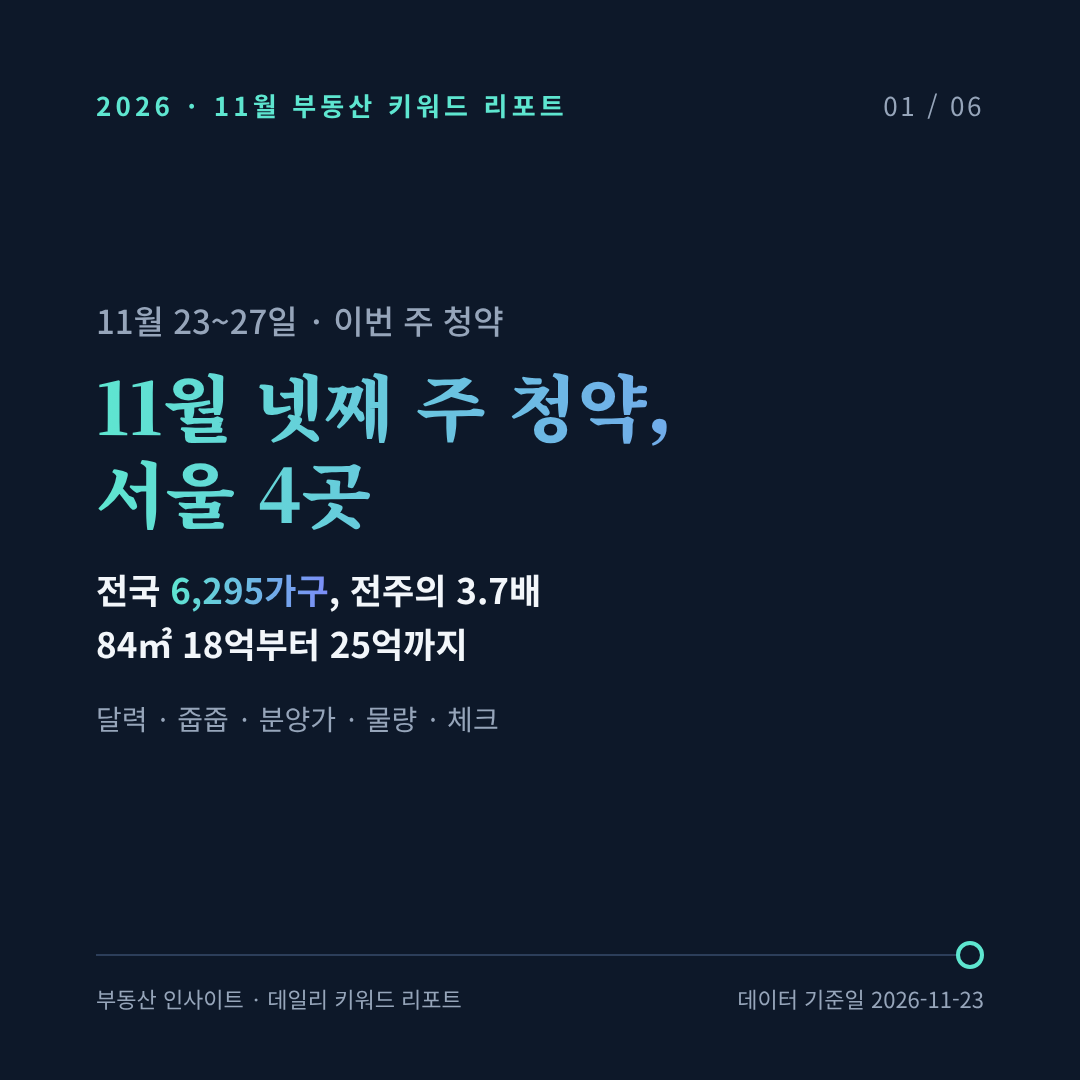 2026 · 11월 부동산 키워드 리포트
01 / 06
11월 23~27일 · 이번 주 청약
11월 넷째 주 청약,
서울 4곳
전국 6,295가구, 전주의 3.7배
84㎡ 18억부터 25억까지
달력 · 줍줍 · 분양가 · 물량 · 체크
부동산 인사이트 · 데일리 키워드 리포트
데이터 기준일 2026-11-23